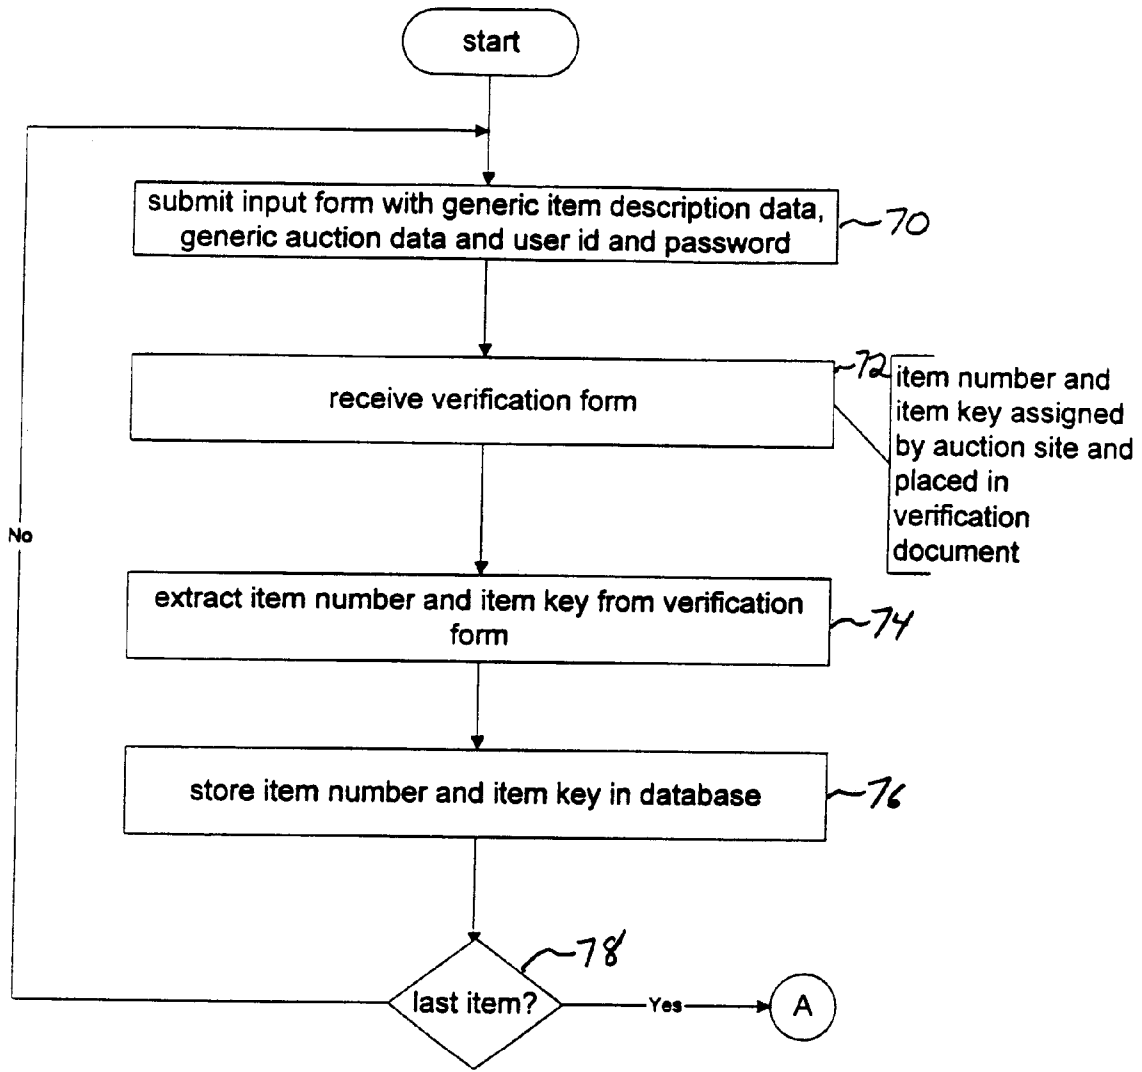 start
submit input form with generic item description data,
generic auction data and user id and password
70
receive verification form
72
item number and
item key assigned
by auction site and
placed in
verification
document
No
extract item number and item key from verification
form
74
store item number and item key in database
76
78
last item?
Yes
A